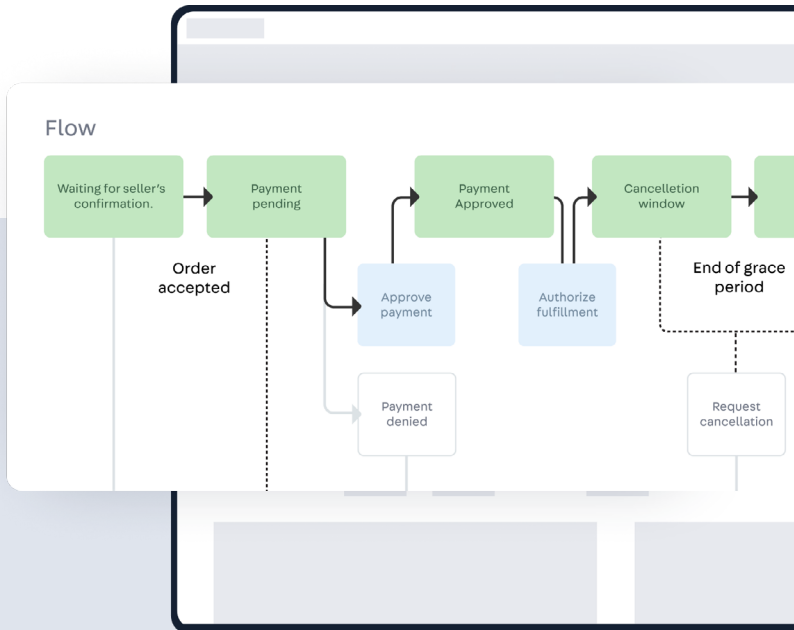 Flow
Waiting for seller's
confirmation.
Payment
pending
Payment
Approved
Cancelletion
window
Order
accepted
End of grace
period
Approve
payment
Authorize
fulfillment
Payment
denied
Request
cancellation